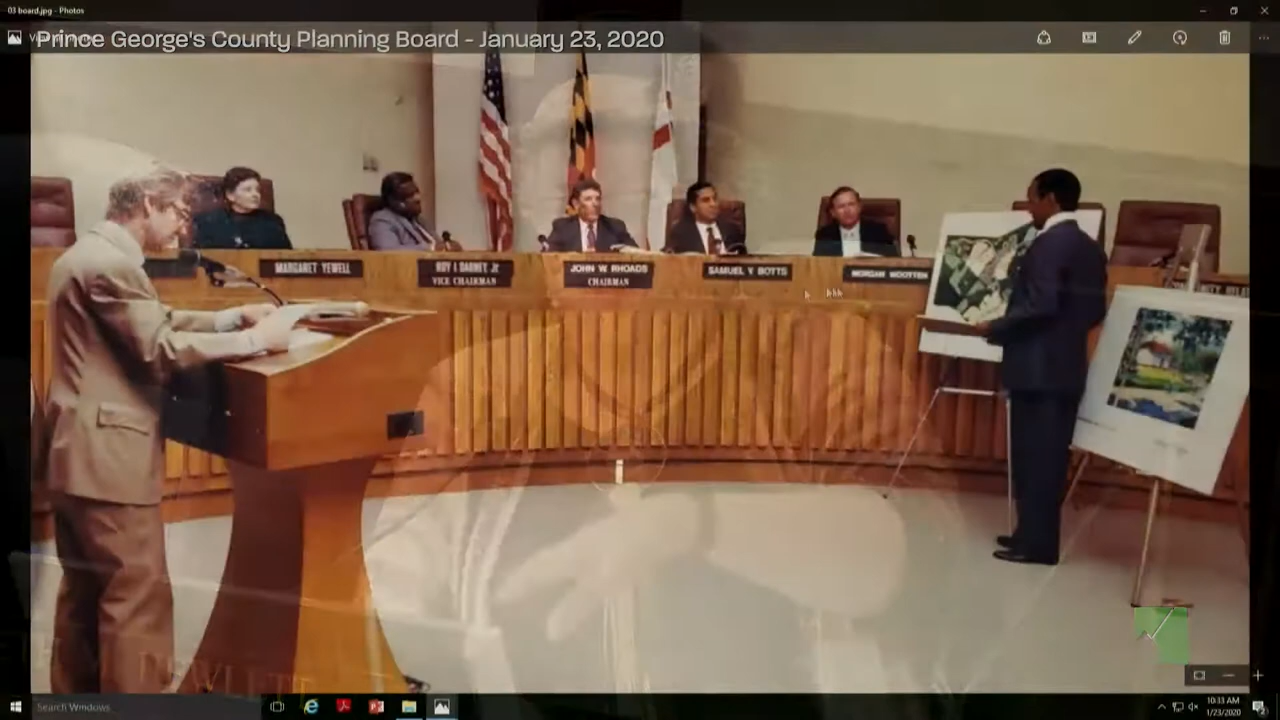 03 board.jpg - Photos
Prince George's County Planning Board - January 23, 2020
MARGARET YEWELL
ROY I. DABNEY, Jr.
VICE CHAIRMAN
JOHN W. RHOADS
CHAIRMAN
SAMUEL Y. BOTTS
MORGAN WOOTTEN
Search Windows
10:33 AM
1/23/2020